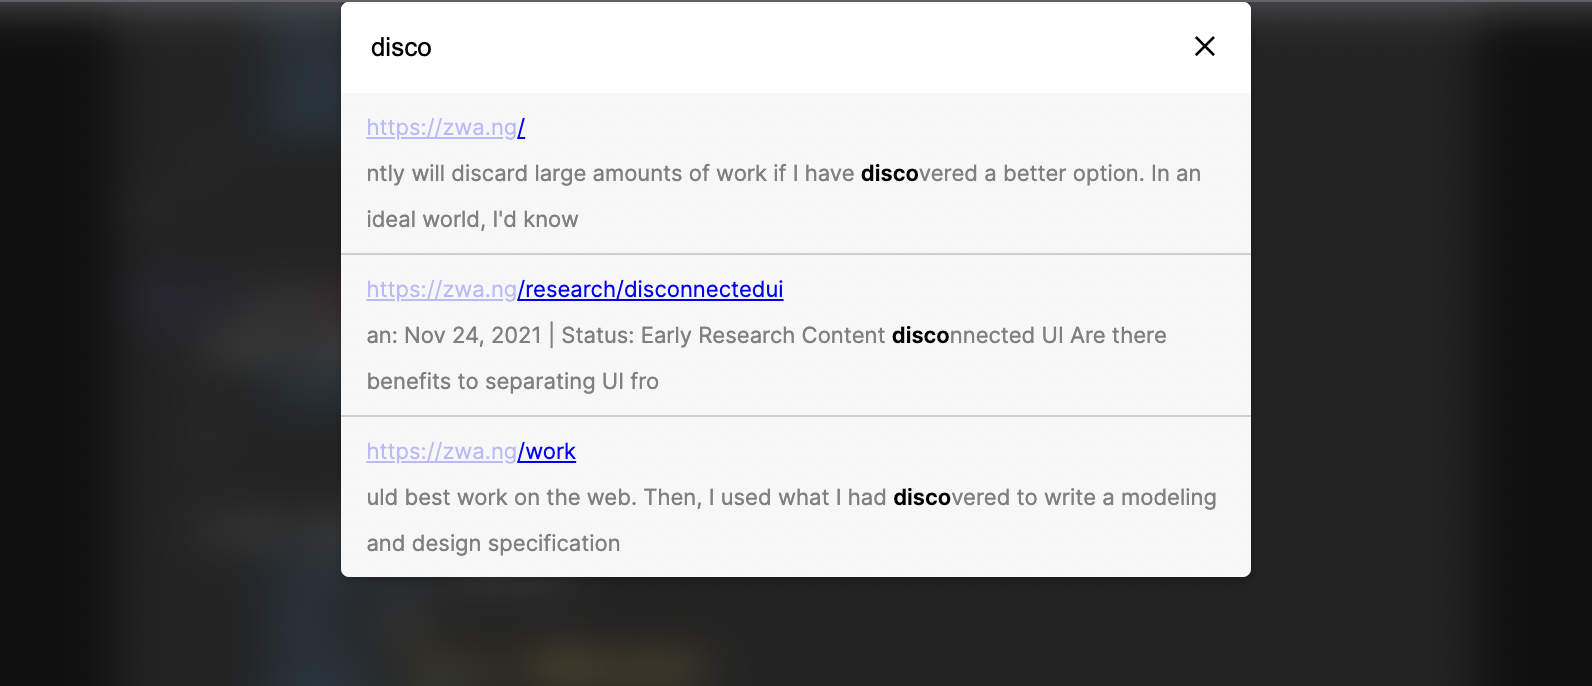 disco
https://zwa.ng/
ntly will discard large amounts of work if I have discovered a better option. In an
ideal world, I'd know
https://zwa.ng/research/disconnectedui
an: Nov 24, 2021 | Status: Early Research Content disconnected UI Are there
benefits to separating UI fro
https://zwa.ng/work
uld best work on the web. Then, I used what I had discovered to write a modeling
and design specification